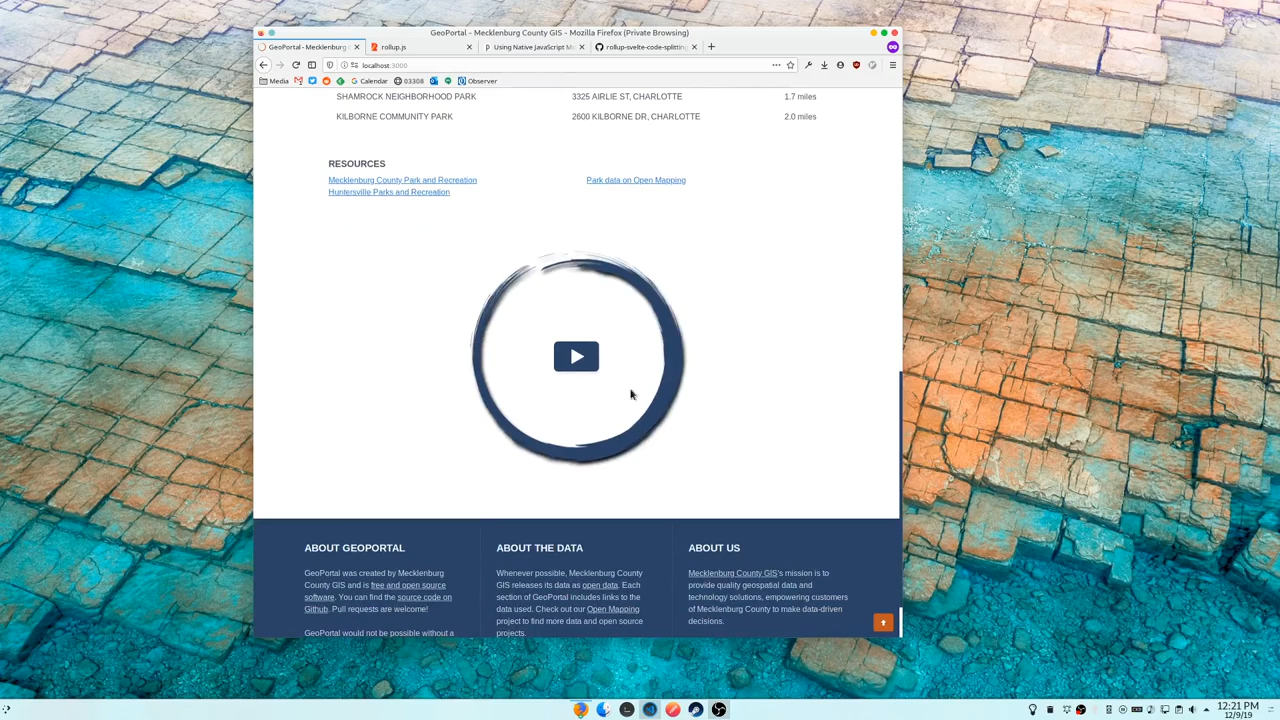 GeoPortal - Mecklenburg County GIS - Mozilla Firefox (Private Browsing)
GeoPortal - Mecklenburg
rollup.js
Using Native JavaScript Mo
rollup-svelte-code-splitting
localhost:3000
Media
Calendar
03308
Observer
SHAMROCK NEIGHBORHOOD PARK 3325 AIRLIE ST, CHARLOTTE 1.7 miles
KILBORNE COMMUNITY PARK 2600 KILBORNE DR, CHARLOTTE 2.0 miles
RESOURCES
Mecklenburg County Park and Recreation
Park data on Open Mapping
Huntersville Parks and Recreation
ABOUT GEOPORTAL
GeoPortal was created by Mecklenburg
County GIS and is free and open source
software. You can find the source code on
Github. Pull requests are welcome!
GeoPortal would not be possible without a
ABOUT THE DATA
Whenever possible, Mecklenburg County
GIS releases its data as open data. Each
section of GeoPortal includes links to the
data used. Check out our Open Mapping
project to find more data and open source
projects.
ABOUT US
Mecklenburg County GIS's mission is to
provide quality geospatial data and
technology solutions, empowering customers
of Mecklenburg County to make data-driven
decisions.
12:21 PM
12/9/19